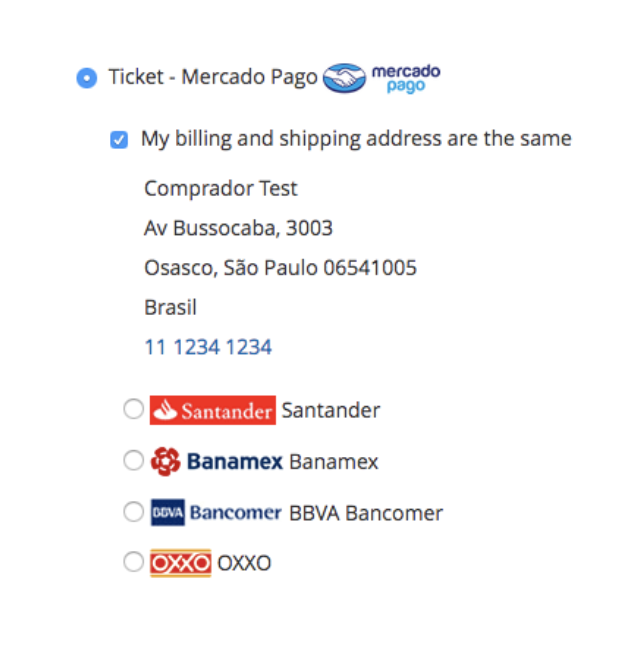 Ticket - Mercado Pago mercado pago
My billing and shipping address are the same
Comprador Test
Av Bussocaba, 3003
Osasco, São Paulo 06541005
Brasil
11 1234 1234
Santander Santander
Banamex Banamex
BBVA Bancomer BBVA Bancomer
OXXO OXXO